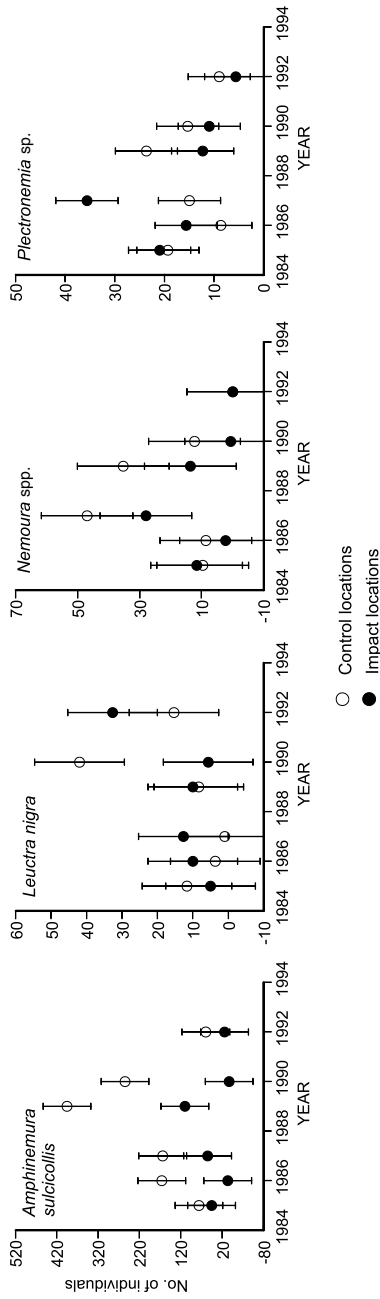 Amphinemura
sulcicollis
No. of individuals
520
420
320
220
120
20
-80
1984 1986 1988 1990 1992 1994
YEAR
Leuctra nigra
60
50
40
30
20
10
0
-10
1984 1986 1988 1990 1992 1994
YEAR
Nemoura spp.
70
50
30
10
-10
1984 1986 1988 1990 1992 1994
YEAR
Plectronemia sp.
50
40
30
20
10
0
1984 1986 1988 1990 1992 1994
YEAR
Control locations
Impact locations